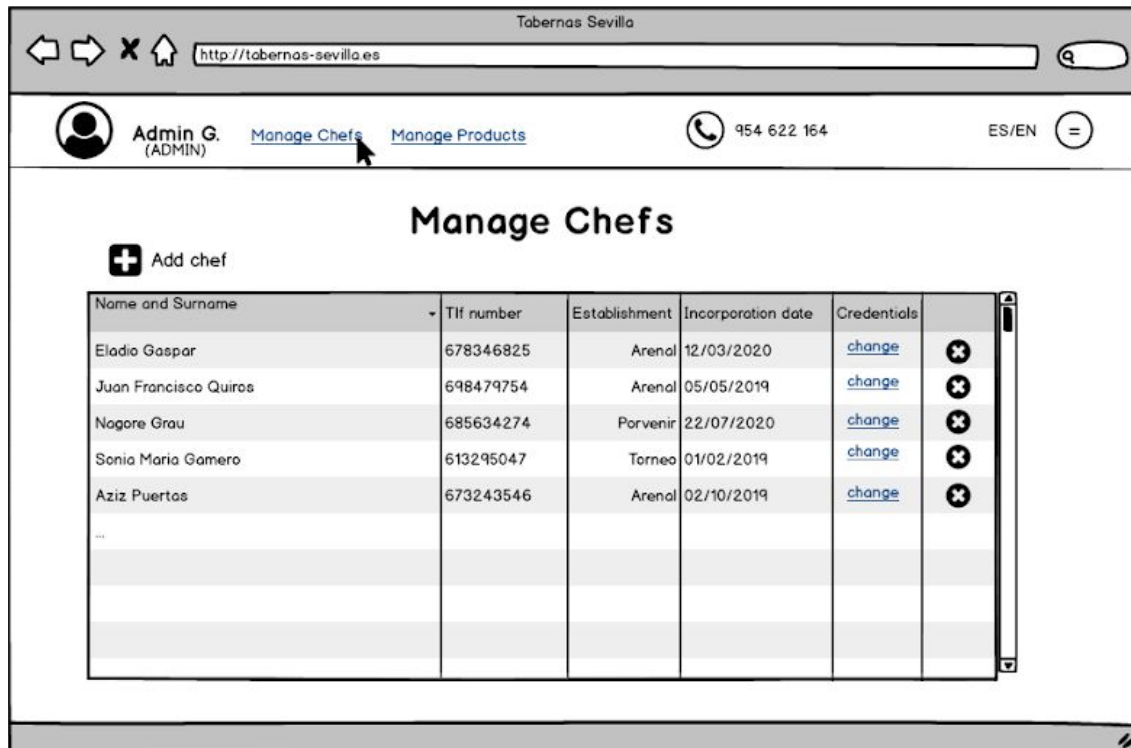 Tabernas Sevilla
http://tabernas-sevilla.es
Admin G. Manage Chefs Manage Products 954 622 164 ES/EN
(ADMIN)
Manage Chefs
Add chef
Name and Surname Tlf number Establishment Incorporation date Credentials
Eladio Gaspar 678346825 Arenal 12/03/2020 change
Juan Francisco Quiros 698479754 Arenal 05/05/2019 change
Nagore Grau 685634274 Porvenir 22/07/2020 change
Sonia Maria Gamero 613295047 Torneo 01/02/2019 change
Aziz Puertas 673243546 Arenal 02/10/2019 change
...